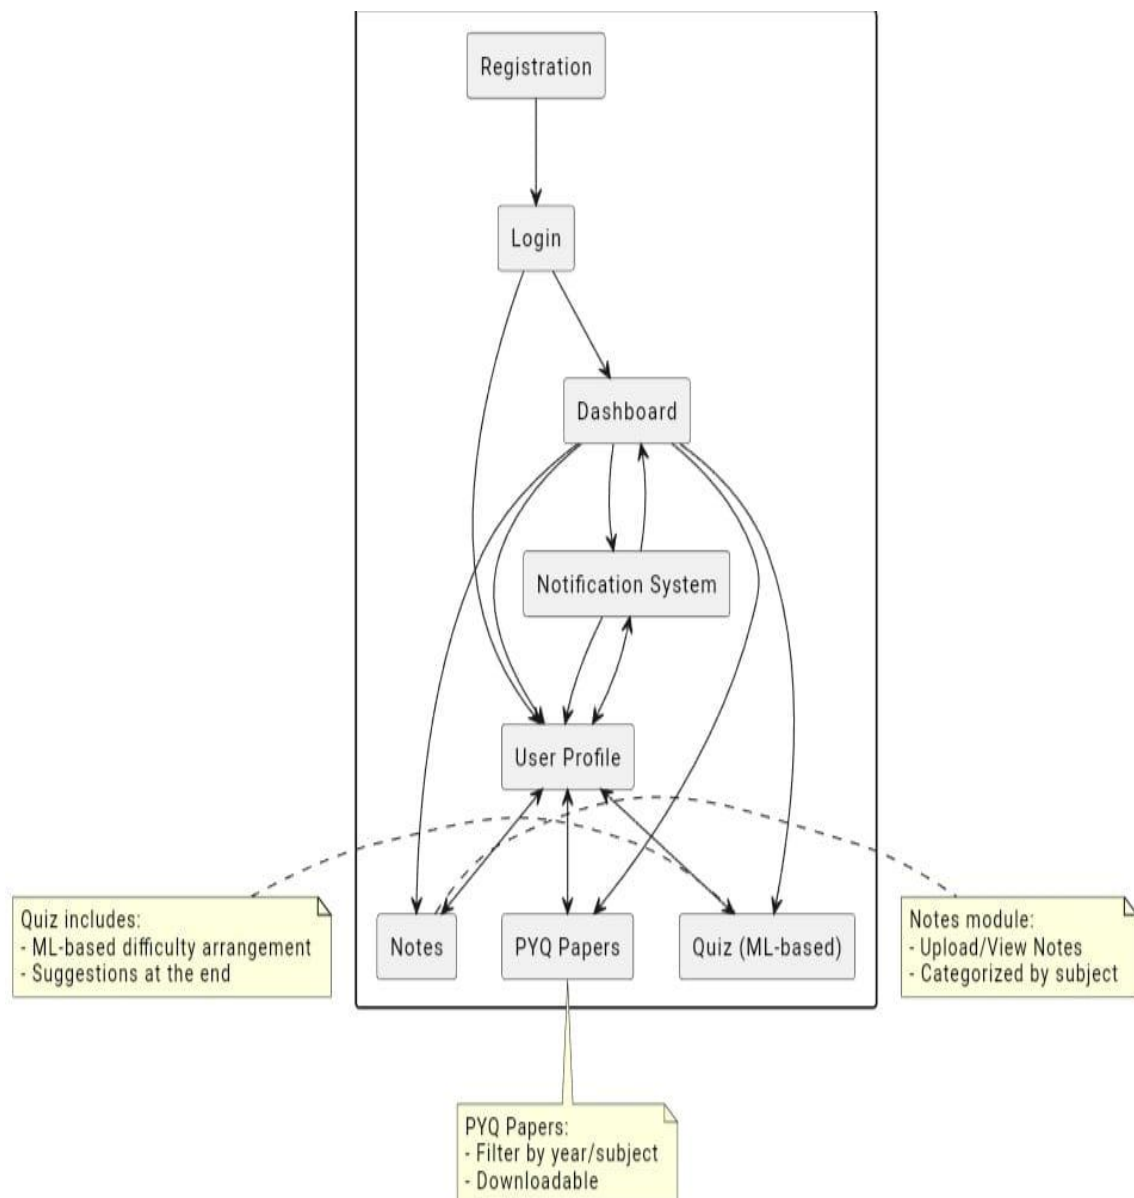 Registration
Login
Dashboard
Notification System
User Profile
Notes
PYQ Papers
Quiz (ML-based)
Quiz includes:
- ML-based difficulty arrangement
- Suggestions at the end
Notes module:
- Upload/View Notes
- Categorized by subject
PYQ Papers:
- Filter by year/subject
- Downloadable